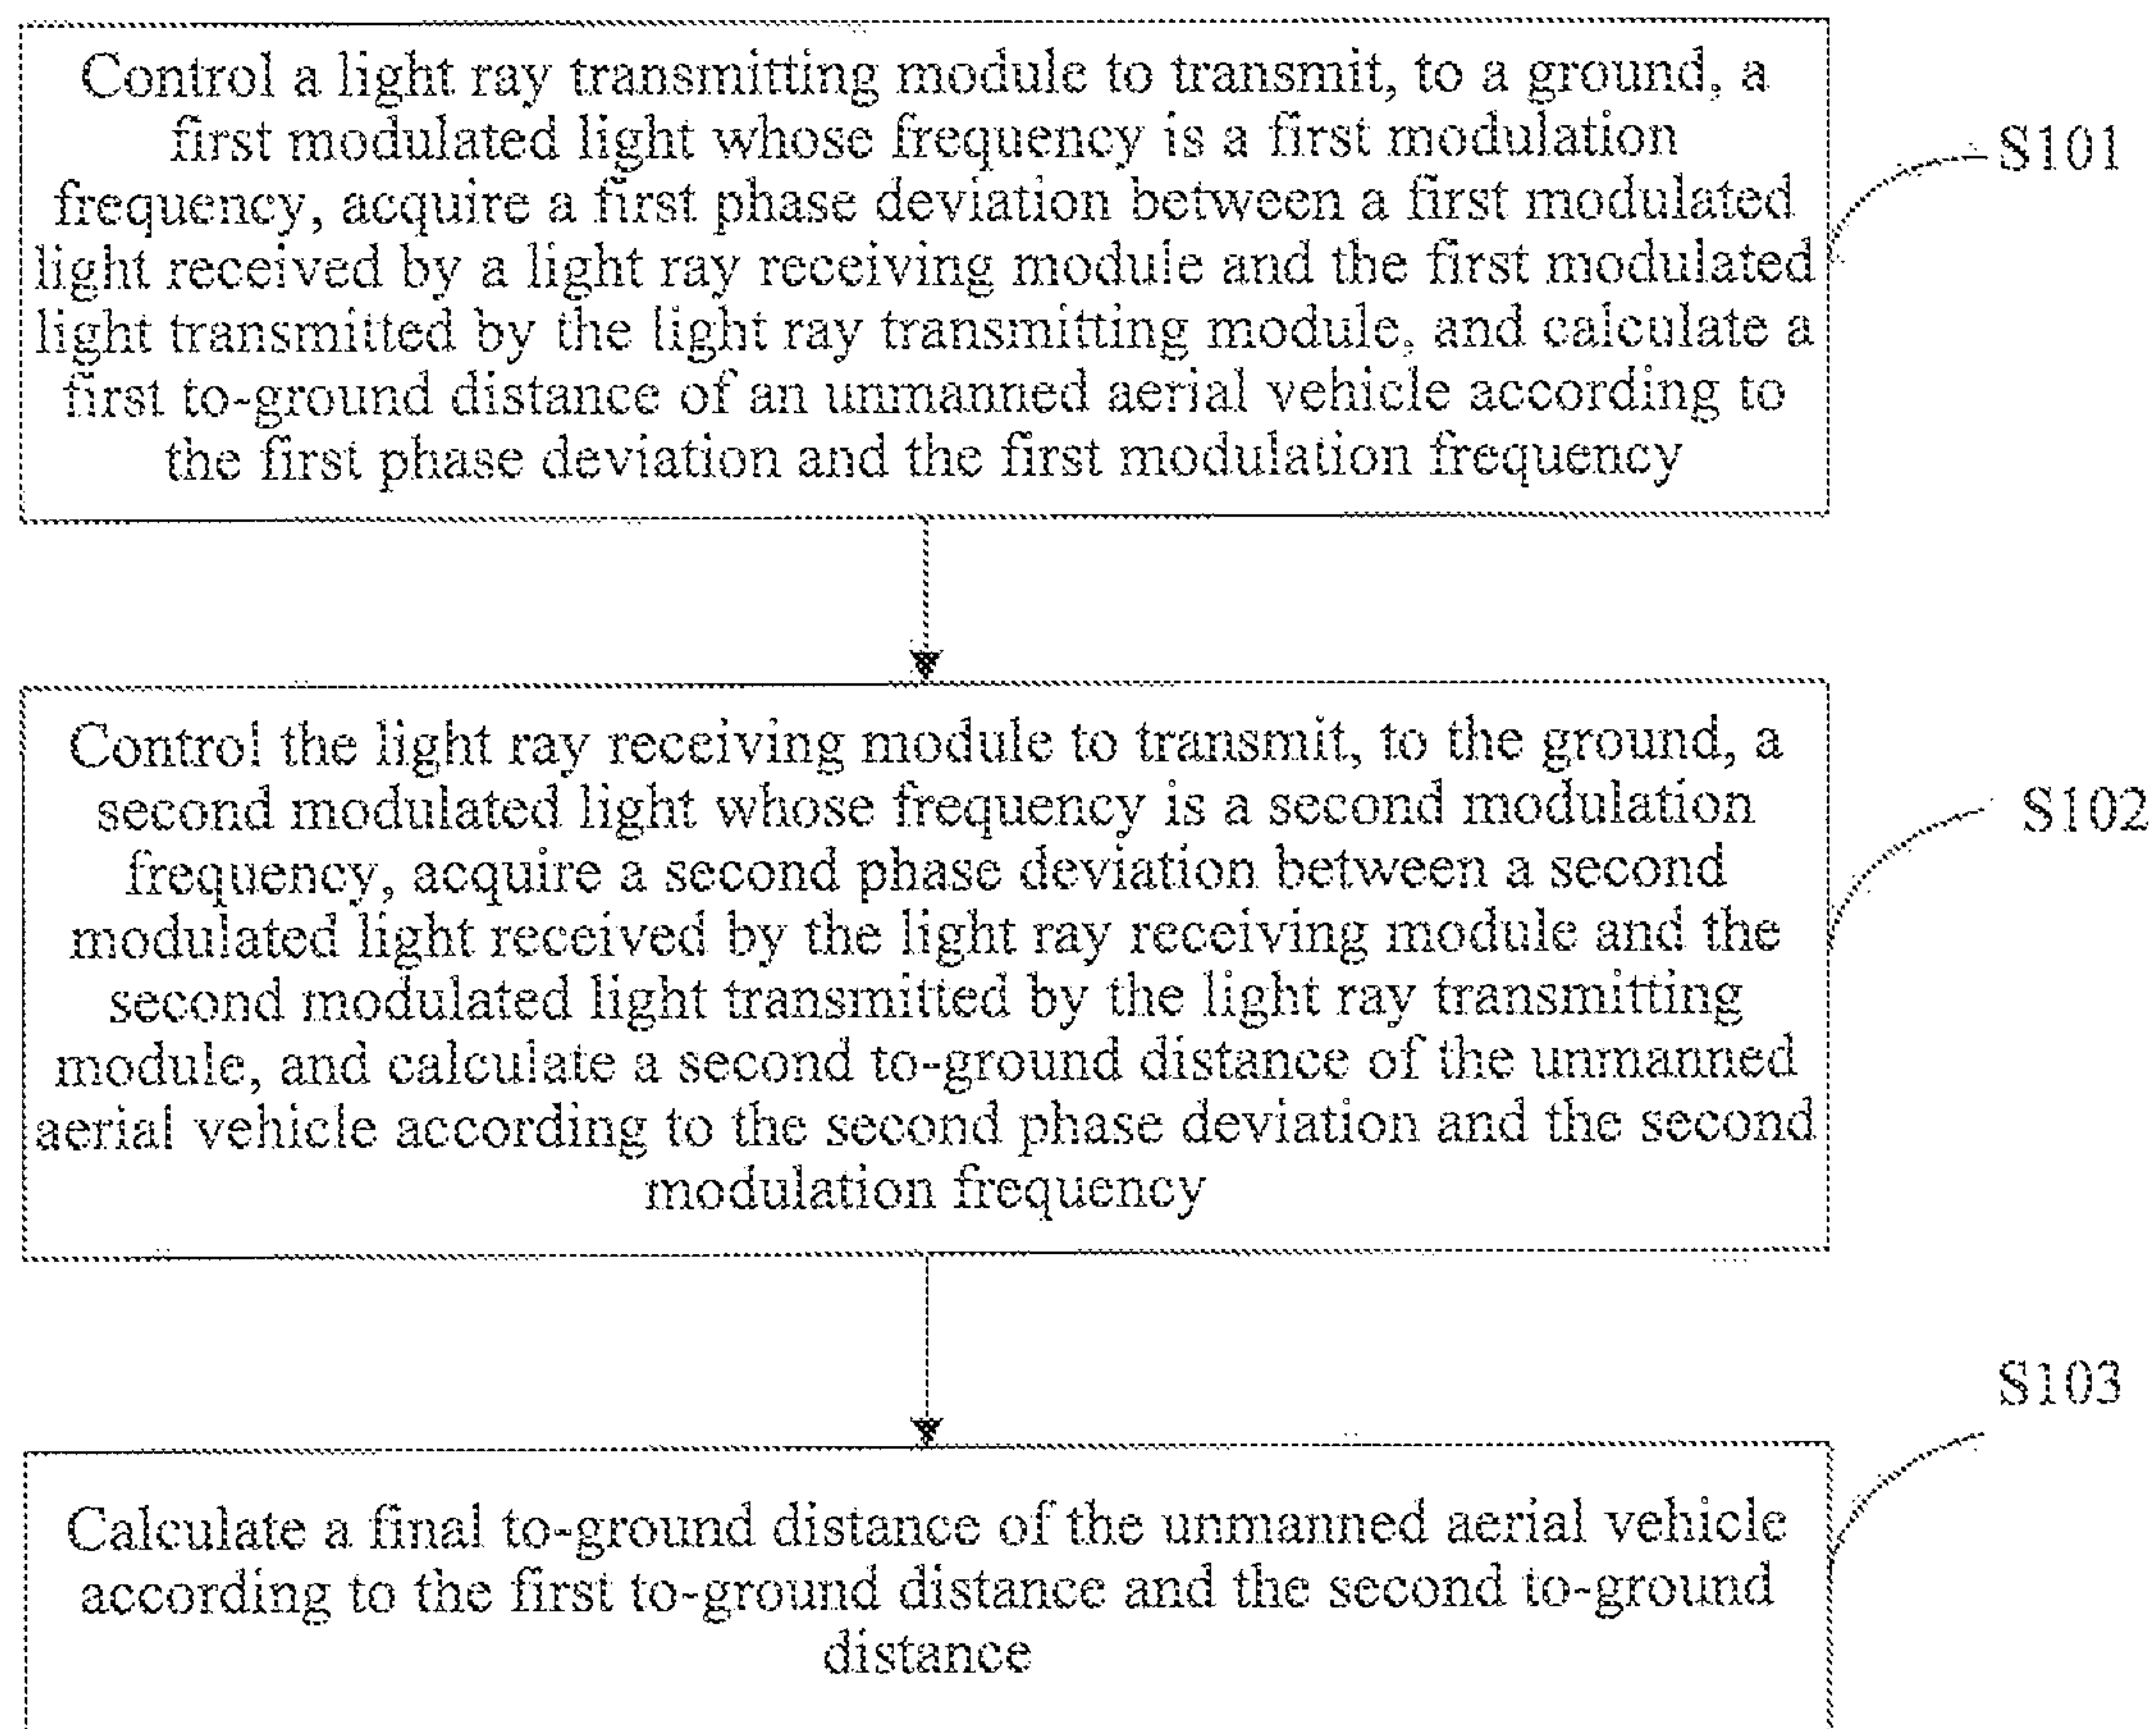 Control a light ray transmitting module to transmit, to a ground, a
first modulated light whose frequency is a first modulation
frequency, acquire a first phase deviation between a first modulated
light received by a light ray receiving module and the first modulated
light transmitted by the light ray transmitting module, and calculate a
first to-ground distance of an unmanned aerial vehicle according to
the first phase deviation and the first modulation frequency
S101
Control the light ray receiving module to transmit, to the ground, a
second modulated light whose frequency is a second modulation
frequency, acquire a second phase deviation between a second
modulated light received by the light ray receiving module and the
second modulated light transmitted by the light ray transmitting
module, and calculate a second to-ground distance of the unmanned
aerial vehicle according to the second phase deviation and the second
modulation frequency
S102
S103
Calculate a final to-ground distance of the unmanned aerial vehicle
according to the first to-ground distance and the second to-ground
distance